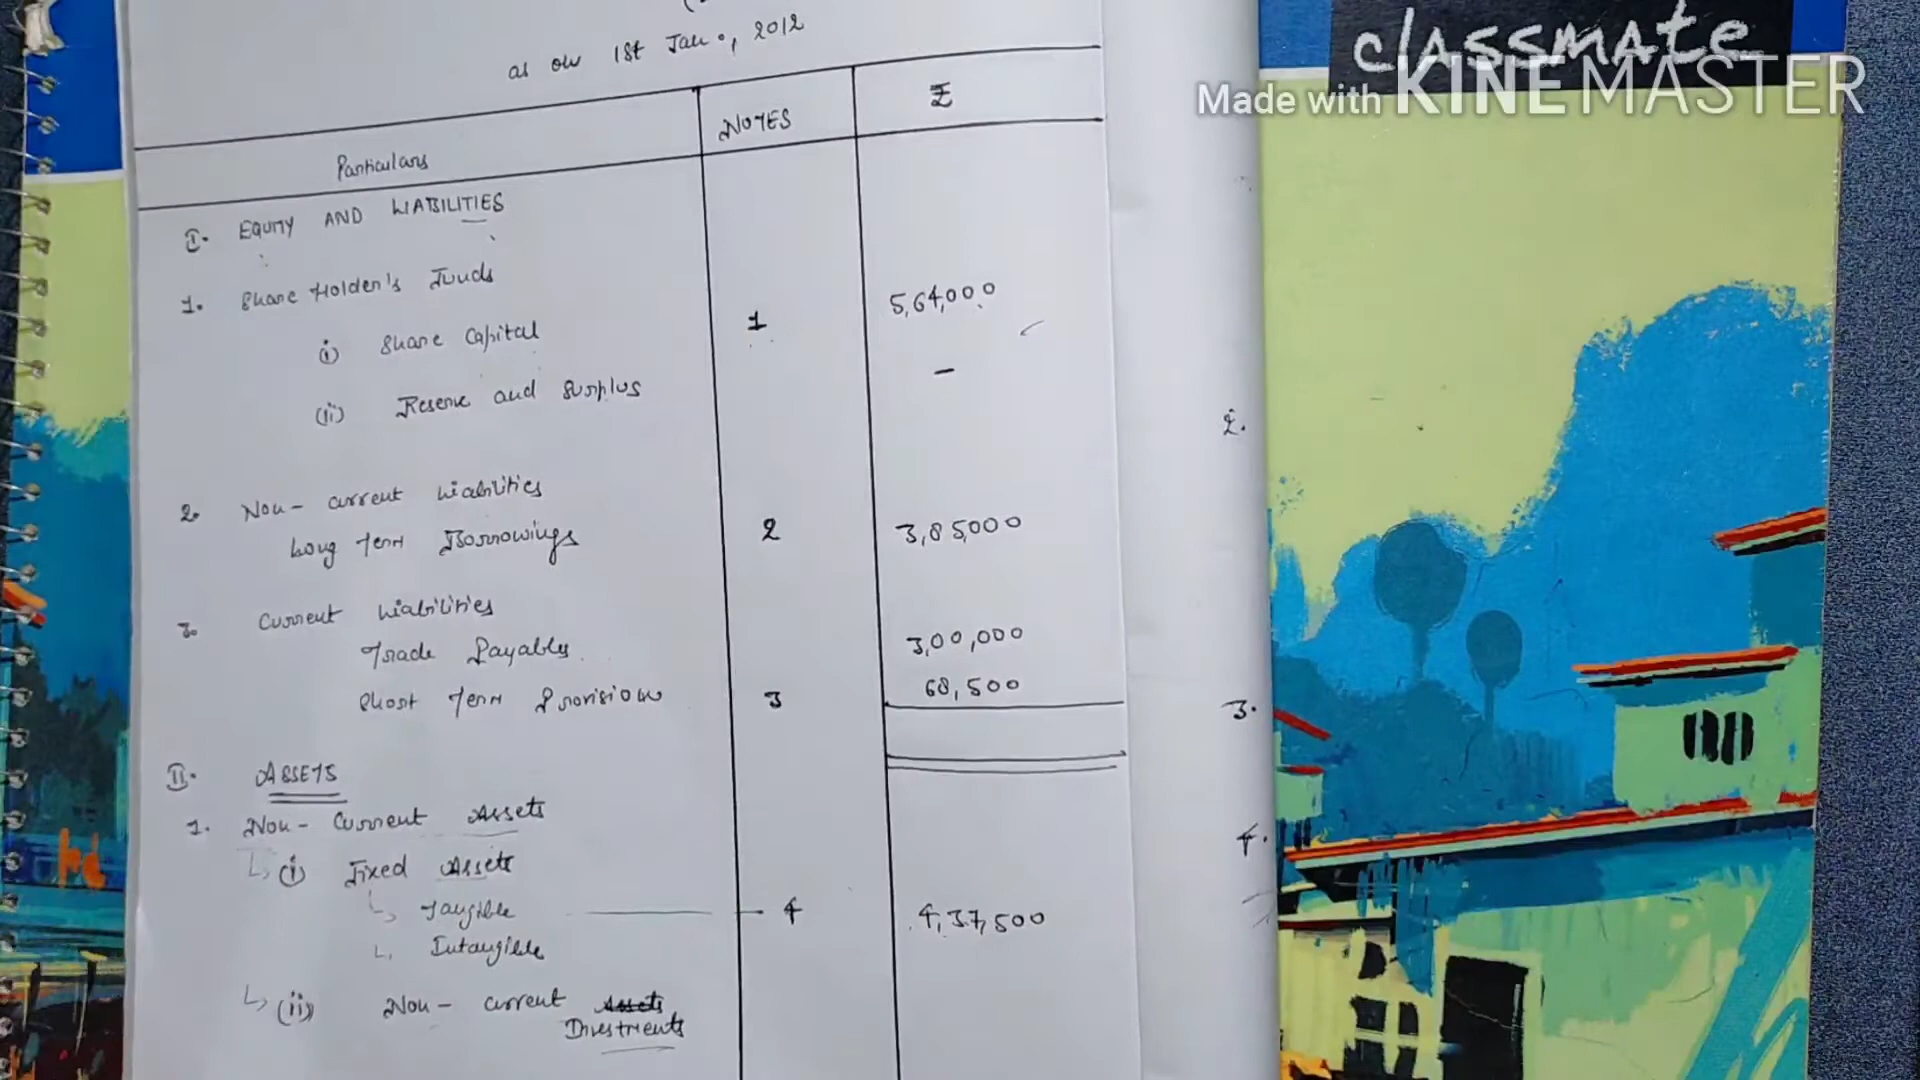 as on 1st Jan., 2012
Particulars NOTES ₹
I. EQUITY AND LIABILITIES
1. Share Holder's Funds
(i) Share Capital 1 5,64,000
(ii) Reserve and Surplus -
2. Non-current Liabilities
Long Term Borrowings 2 3,85,000
3. Current Liabilities
Trade Payables 3,00,000
Short Term Provision 3 68,500
II. ASSETS
1. Non-Current Assets
(i) Fixed Assets
Tangible 4 4,37,500
Intangible
(ii) Non-current Assets
Investments
2.
3.
4.
classmate
Made with KINEMASTER